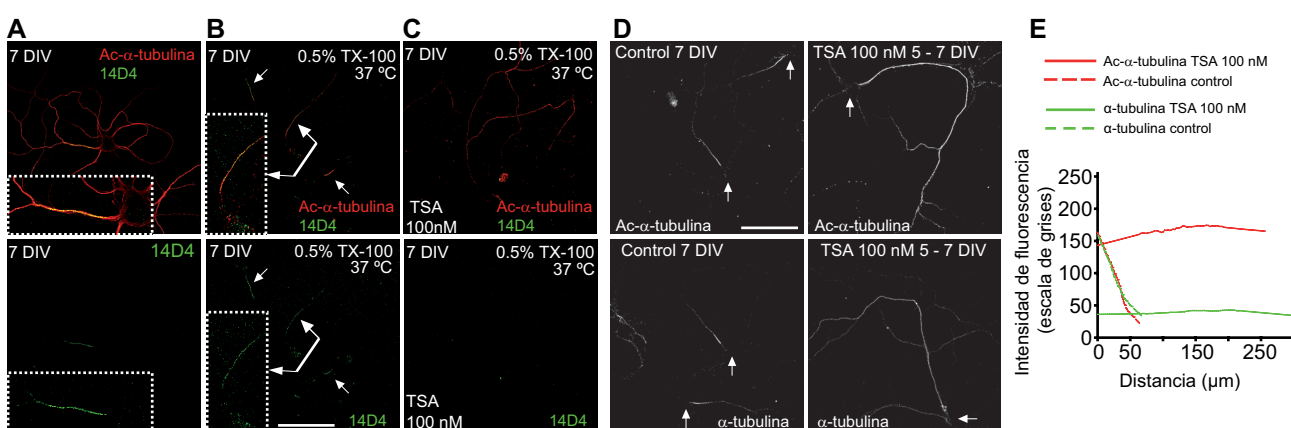 A
7 DIV
Ac-α-tubulina
14D4
7 DIV
14D4
B
7 DIV
0.5% TX-100
37 ºC
Ac-α-tubulina
14D4
7 DIV
0.5% TX-100
37 ºC
14D4
C
0.5% TX-100
37 ºC
TSA
100nM
Ac-α-tubulina
14D4
7 DIV
0.5% TX-100
37 ºC
TSA
100 nM
14D4
D
Control 7 DIV
Ac-α-tubulina
TSA 100 nM 5 - 7 DIV
Ac-α-tubulina
Control 7 DIV
α-tubulina
TSA 100 nM 5 - 7 DIV
α-tubulina
E
Ac-α-tubulina TSA 100 nM
Ac-α-tubulina control
α-tubulina TSA 100 nM
α-tubulina control
Intensidad de fluorescencia
(escala de grises)
250
200
150
100
50
0
0
50
150
250
Distancia (µm)